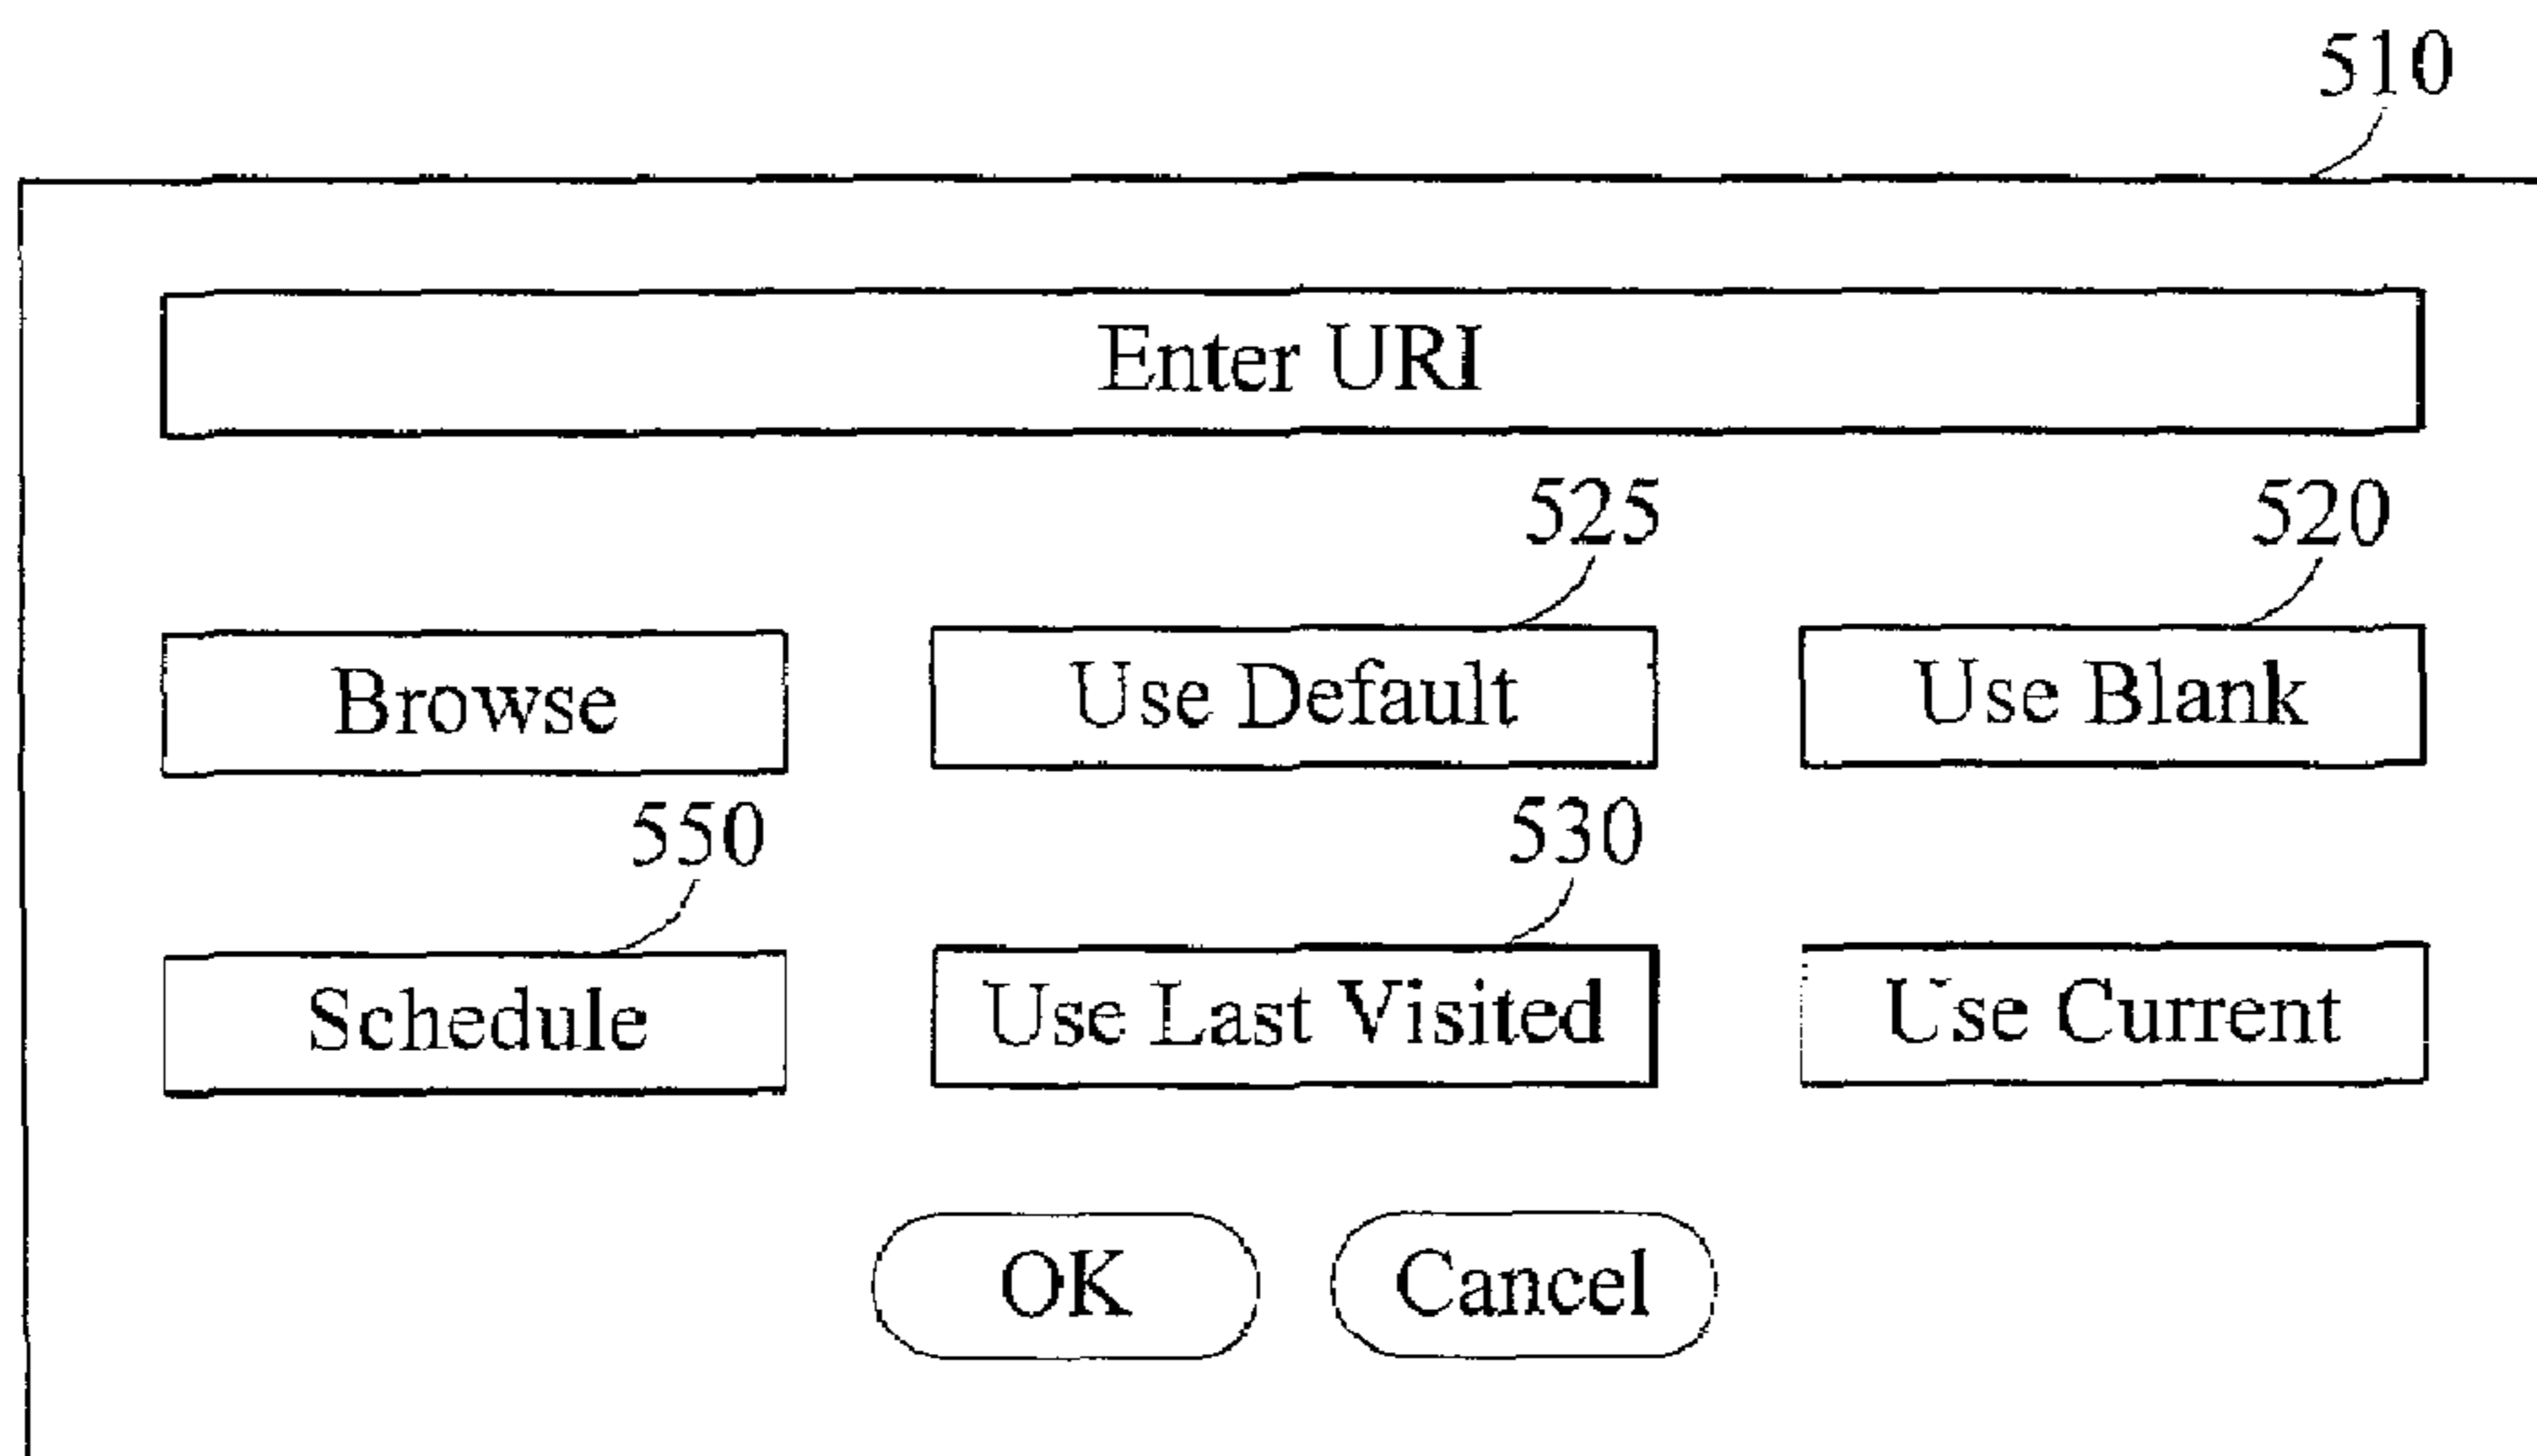 510
Enter URI
525 520
Browse Use Default Use Blank
550 530
Schedule Use Last Visited Use Current
OK Cancel